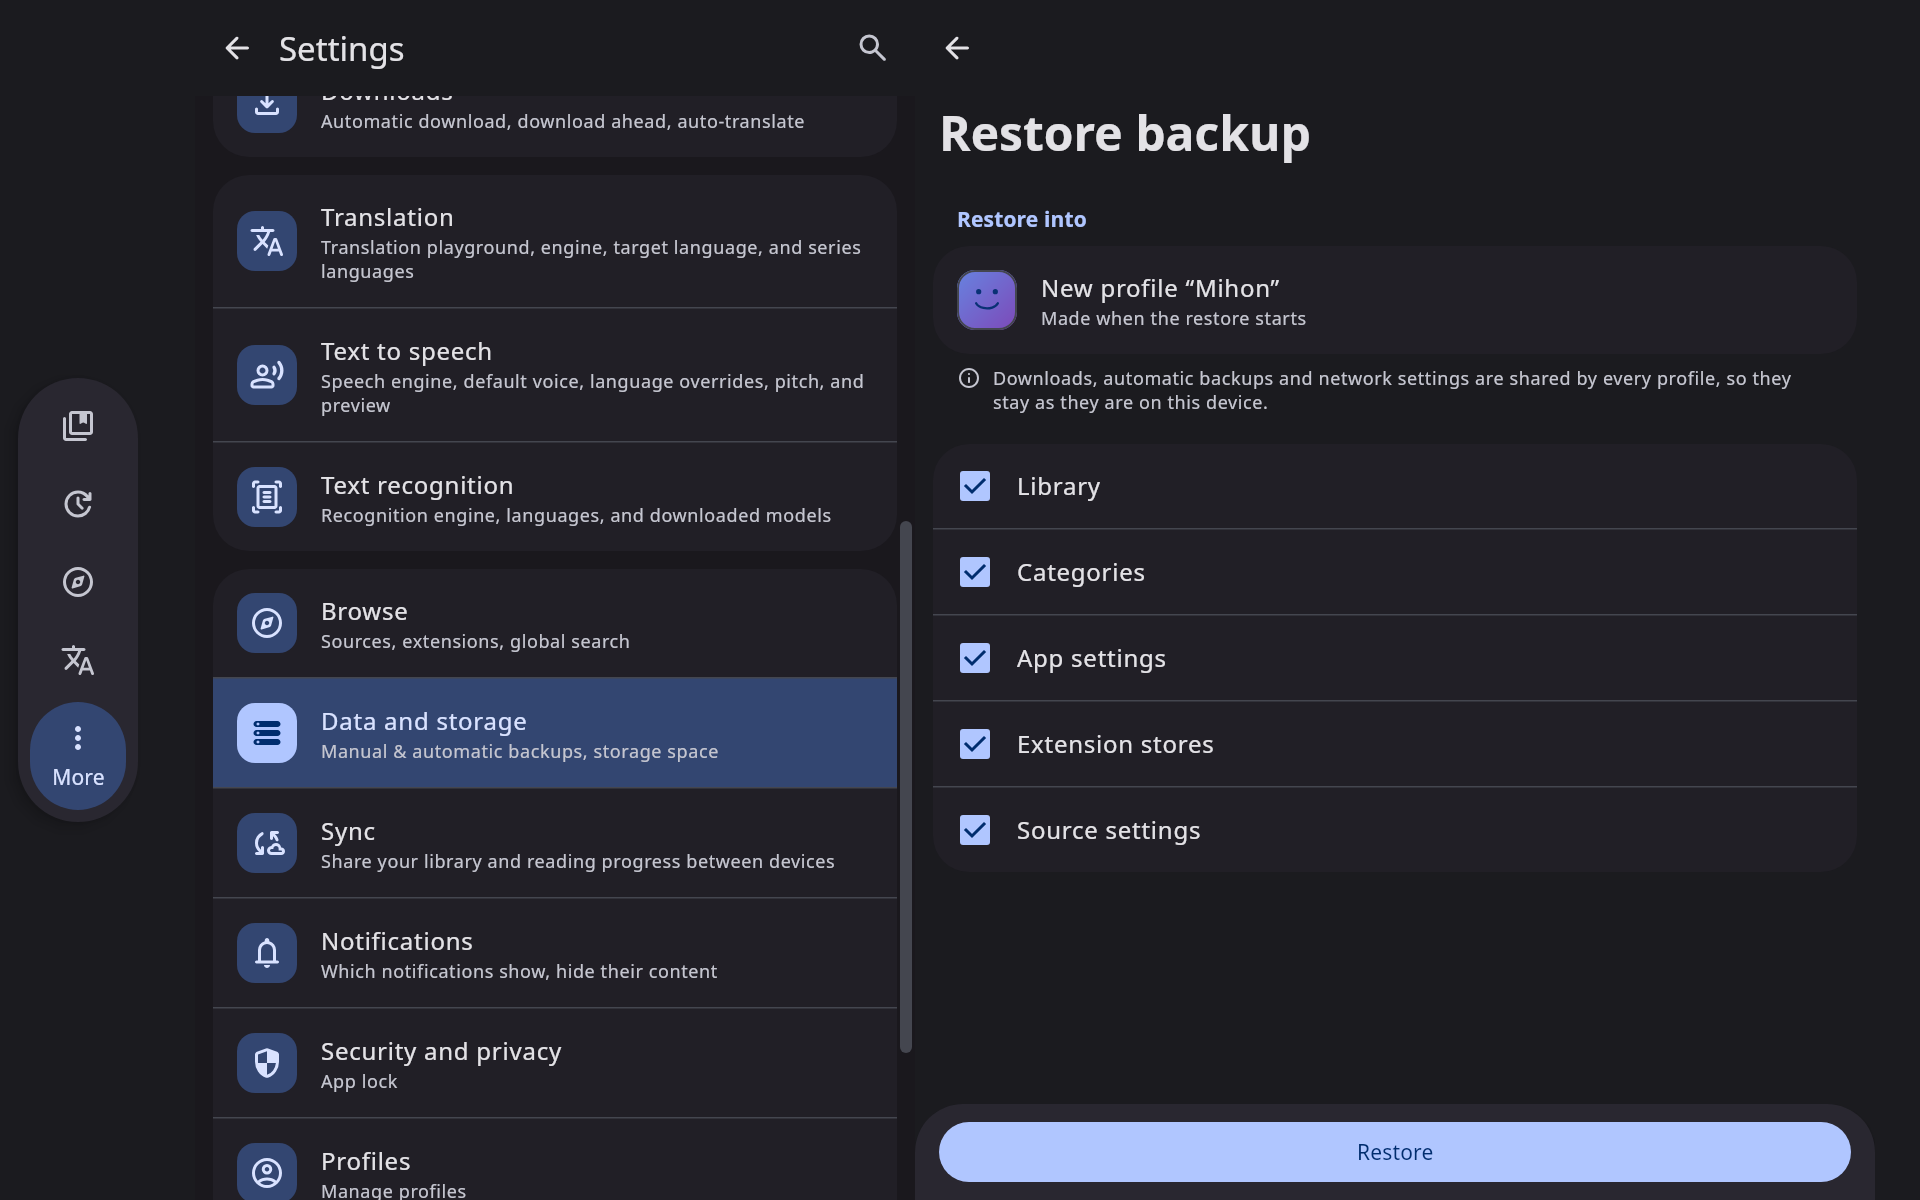 Settings
Downloads
Automatic download, download ahead, auto-translate
Translation
Translation playground, engine, target language, and series
languages
Text to speech
Speech engine, default voice, language overrides, pitch, and
preview
Text recognition
Recognition engine, languages, and downloaded models
Browse
Sources, extensions, global search
Data and storage
Manual & automatic backups, storage space
Sync
Share your library and reading progress between devices
Notifications
Which notifications show, hide their content
Security and privacy
App lock
Profiles
Manage profiles
More
Restore backup
Restore into
New profile “Mihon”
Made when the restore starts
Downloads, automatic backups and network settings are shared by every profile, so they
stay as they are on this device.
Library
Categories
App settings
Extension stores
Source settings
Restore